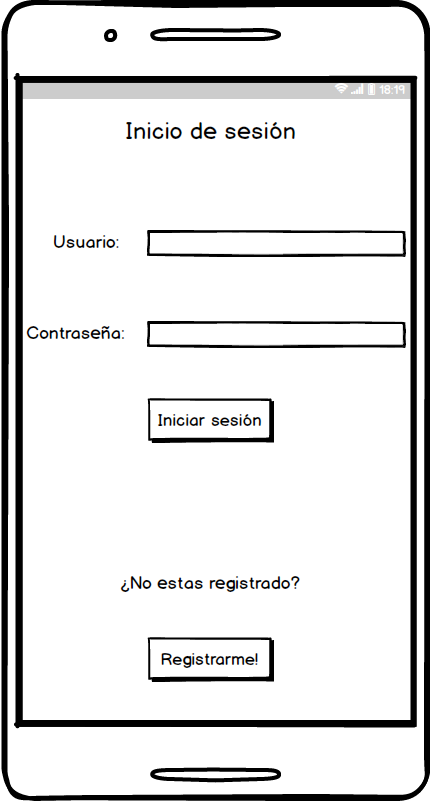 18:19
Inicio de sesión
Usuario:
Contraseña:
Iniciar sesión
¿No estas registrado?
Registrarme!